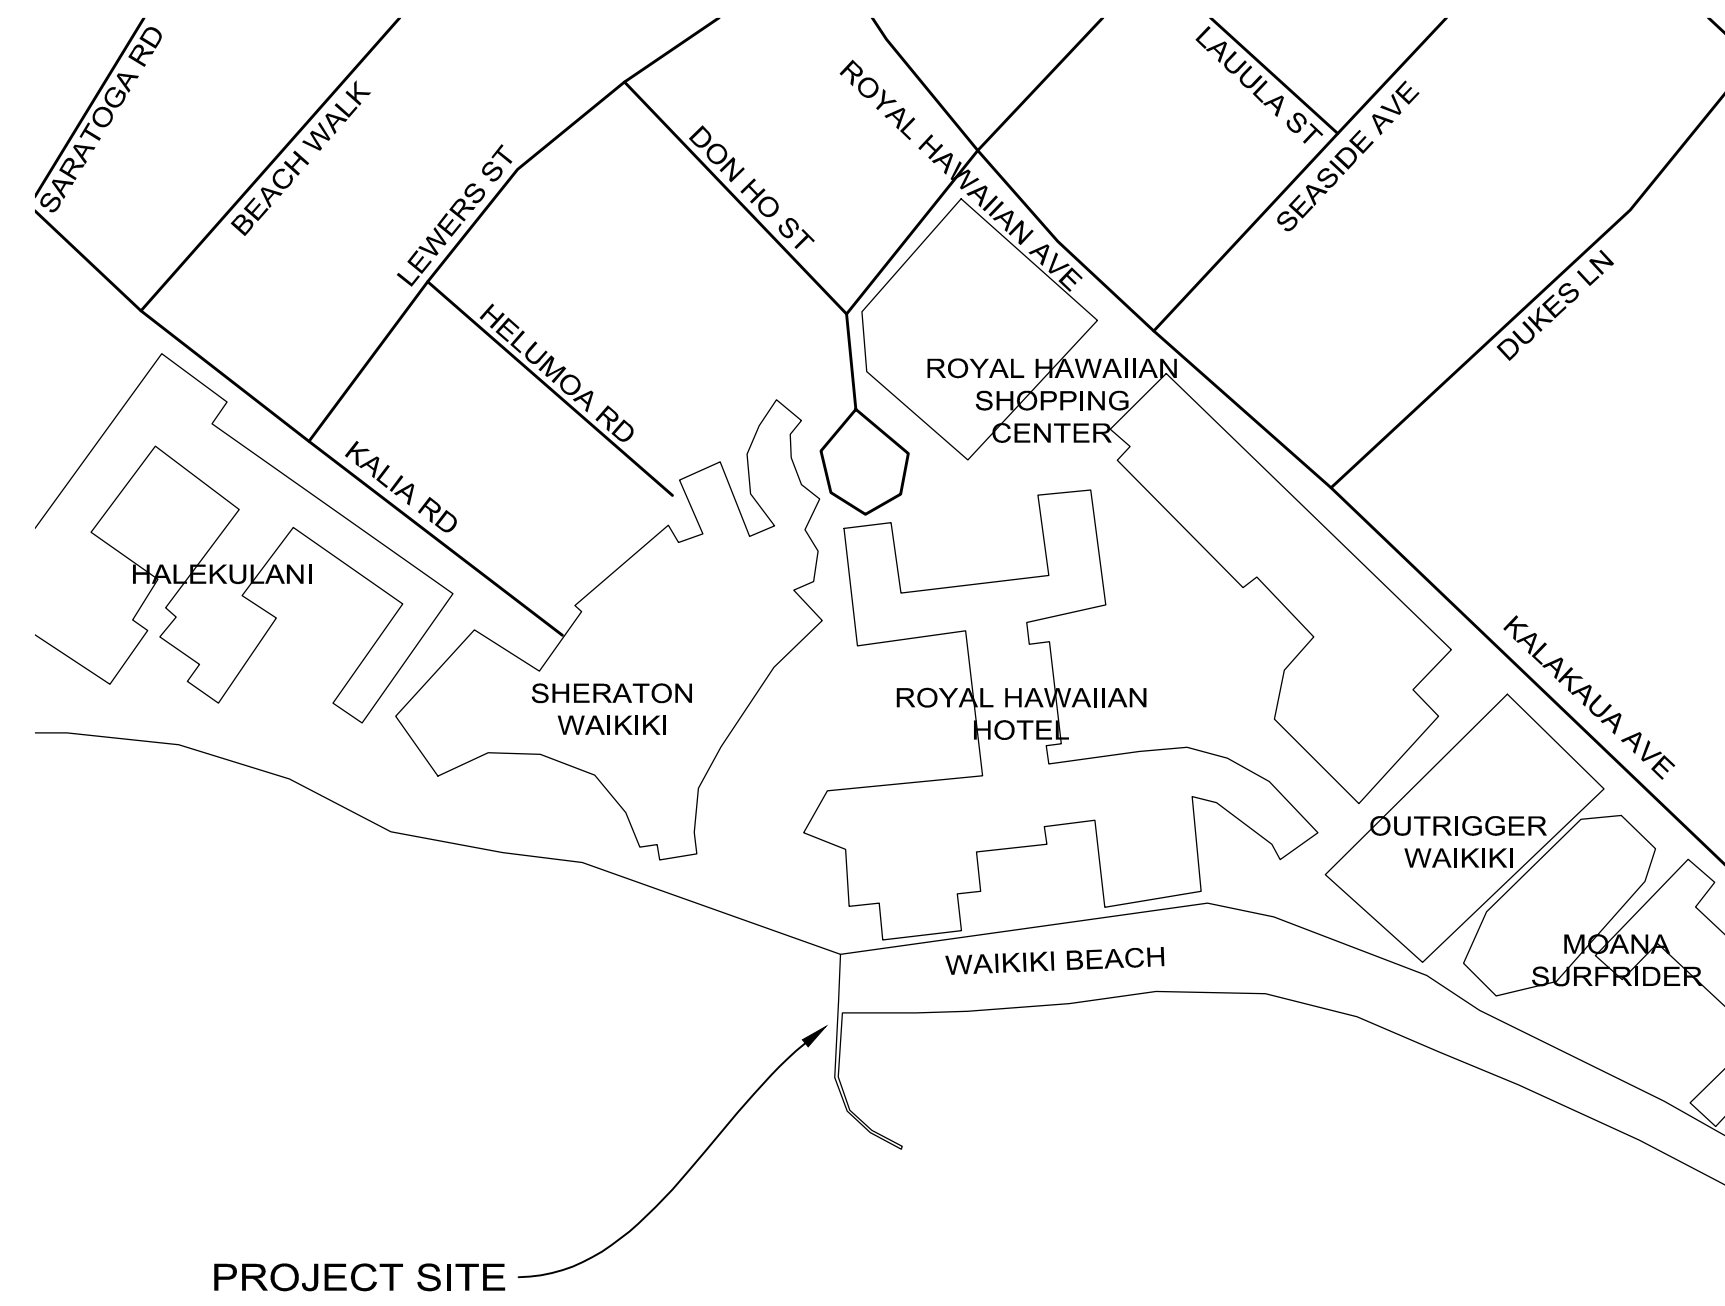 SARATOGA RD
BEACH WALK
LEWERS ST
DON HO ST
ROYAL HAWAIIAN AVE
LAUULA ST
SEASIDE AVE
DUKES LN
HELUMOA RD
KALIA RD
ROYAL HAWAIIAN
SHOPPING
CENTER
HALEKULANI
SHERATON
WAIKIKI
ROYAL HAWAIIAN
HOTEL
KALAKAUA AVE
OUTRIGGER
WAIKIKI
MOANA
SURFRIDER
WAIKIKI BEACH
PROJECT SITE